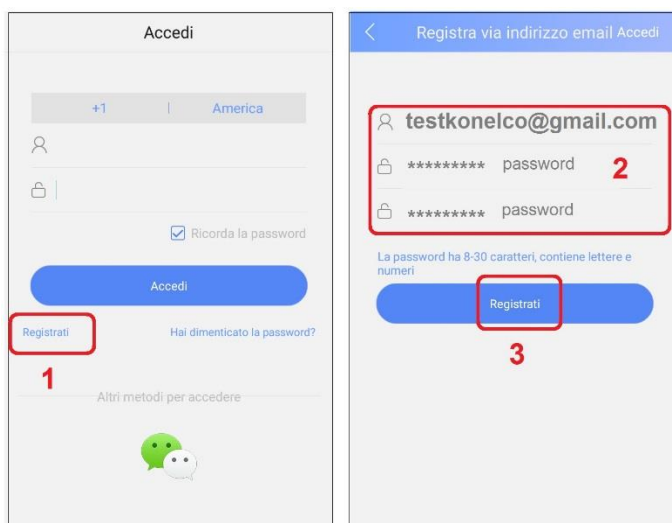 Accedi
+1 | America
Ricorda la password
Accedi
Registrati Hai dimenticato la password?
1
Altri metodi per accedere
Registra via indirizzo email Accedi
testkonelco@gmail.com
********* password
2
********* password
La password ha 8-30 caratteri, contiene lettere e
numeri
Registrati
3